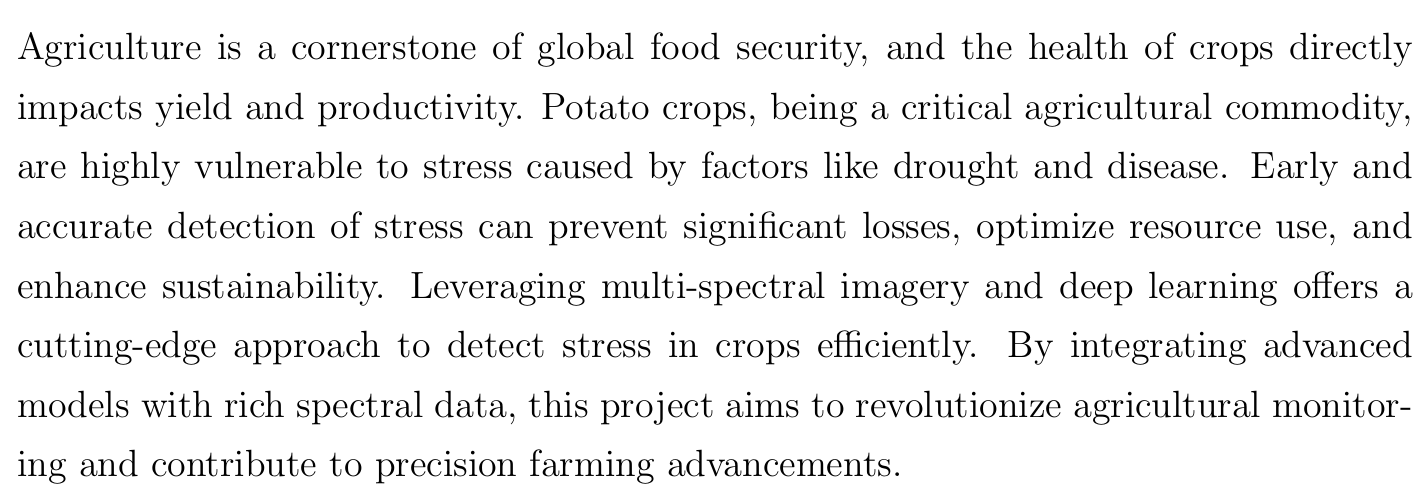 Agriculture is a cornerstone of global food security, and the health of crops directly
impacts yield and productivity. Potato crops, being a critical agricultural commodity,
are highly vulnerable to stress caused by factors like drought and disease. Early and
accurate detection of stress can prevent significant losses, optimize resource use, and
enhance sustainability. Leveraging multi-spectral imagery and deep learning offers a
cutting-edge approach to detect stress in crops efficiently. By integrating advanced
models with rich spectral data, this project aims to revolutionize agricultural monitor-
ing and contribute to precision farming advancements.